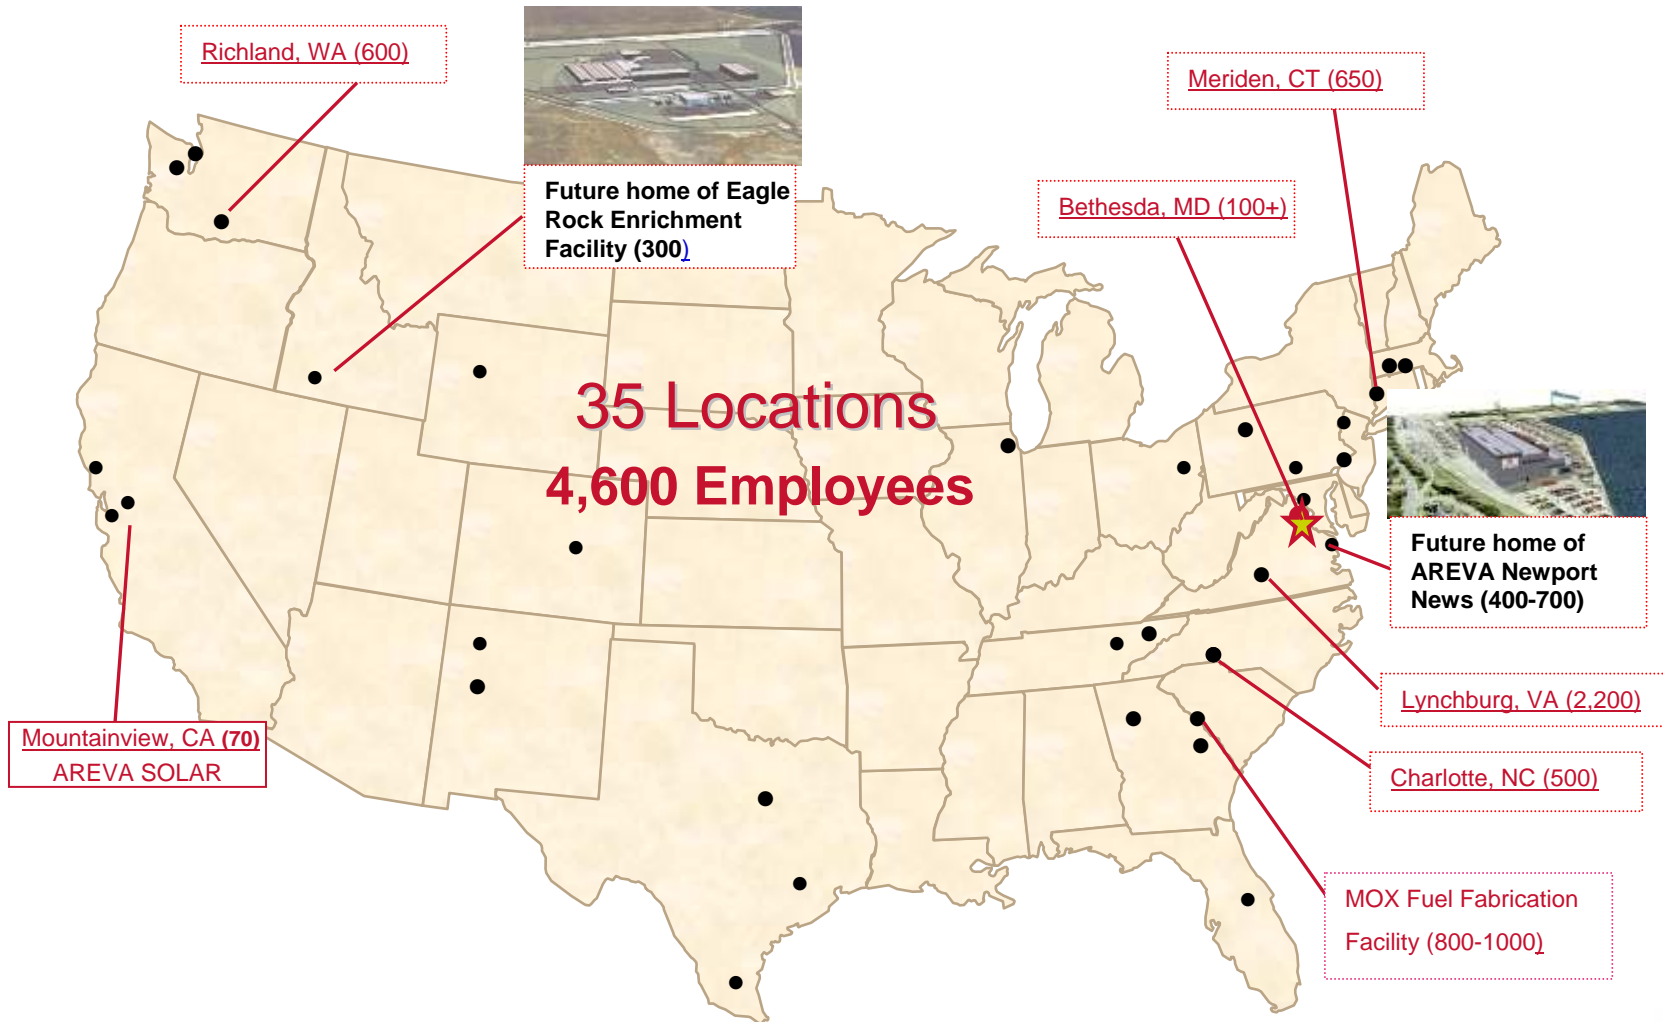 Richland, WA (600)
Meriden, CT (650)
Future home of Eagle
Rock Enrichment
Facility (300)
Bethesda, MD (100+)
35 Locations
4,600 Employees
Future home of
AREVA Newport
News (400-700)
Lynchburg, VA (2,200)
Mountainview, CA (70)
AREVA SOLAR
Charlotte, NC (500)
MOX Fuel Fabrication
Facility (800-1000)